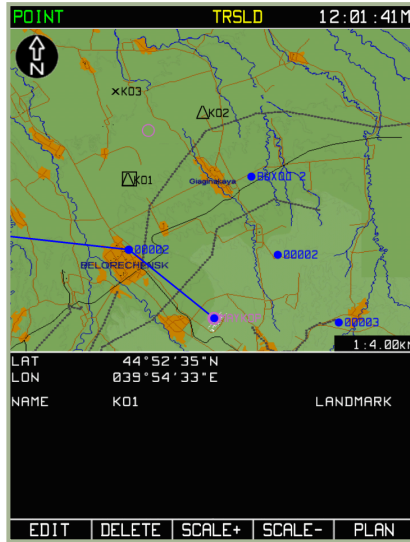 POINT TRSLD 12:01:41M
N
KO3
KO2
Giaginskaya
KO1
00002
BELORECHENSK
00002
00003
1:4.00км
LAT 44°52'35"N
LON 039°54'33"E
NAME KO1 LANDMARK
EDIT DELETE SCALE+ SCALE- PLAN